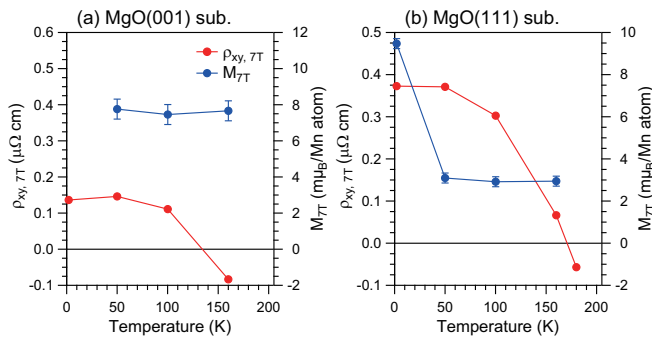 (a) MgO(001) sub.
0.6
0.5
0.4
0.3
0.2
0.1
0.0
-0.1
ρxy, 7T (μΩ cm)
ρxy, 7T
M7T
12
10
8
6
4
2
0
-2
M7T (mμB/Mn atom)
0 50 100 150 200
Temperature (K)
(b) MgO(111) sub.
0.5
0.4
0.3
0.2
0.1
0.0
-0.1
ρxy, 7T (μΩ cm)
10
8
6
4
2
0
-2
M7T (mμB/Mn atom)
0 50 100 150 200
Temperature (K)